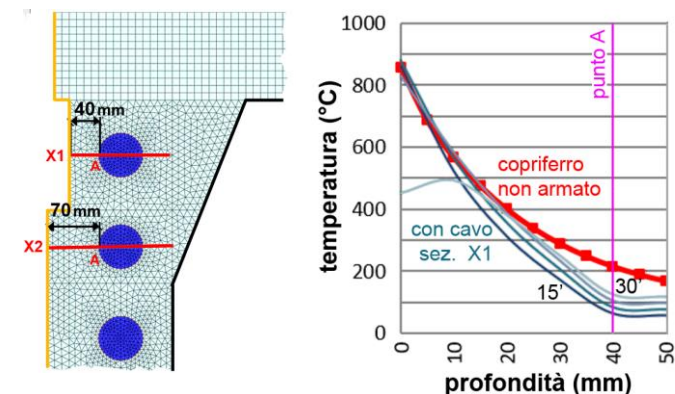 40 mm
X1
A
70 mm
X2
A
temperatura (°C)
1000
800
600
400
200
0
punto A
copriferro
non armato
con cavo
sez. X1
15'
30'
0
10
20
30
40
50
profondità (mm)